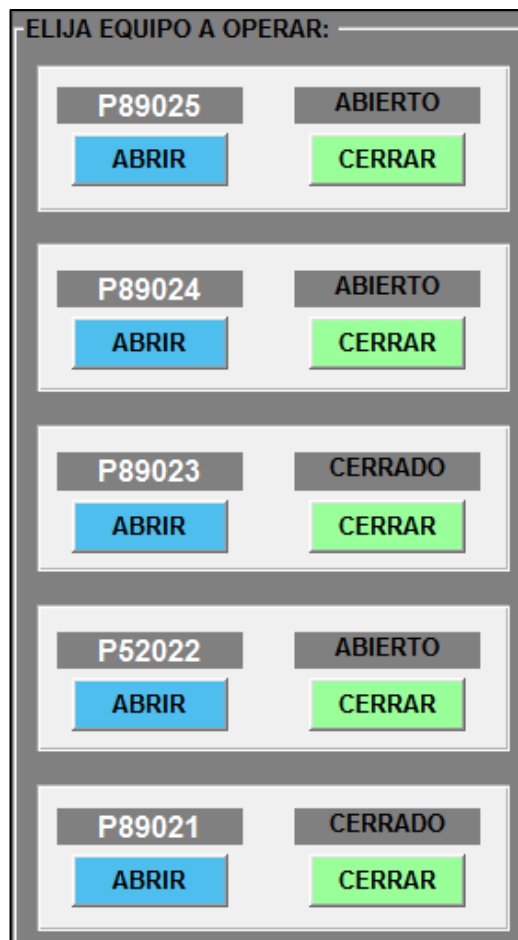 ELIJA EQUIPO A OPERAR:
P89025 ABIERTO
ABRIR CERRAR
P89024 ABIERTO
ABRIR CERRAR
P89023 CERRADO
ABRIR CERRAR
P52022 ABIERTO
ABRIR CERRAR
P89021 CERRADO
ABRIR CERRAR